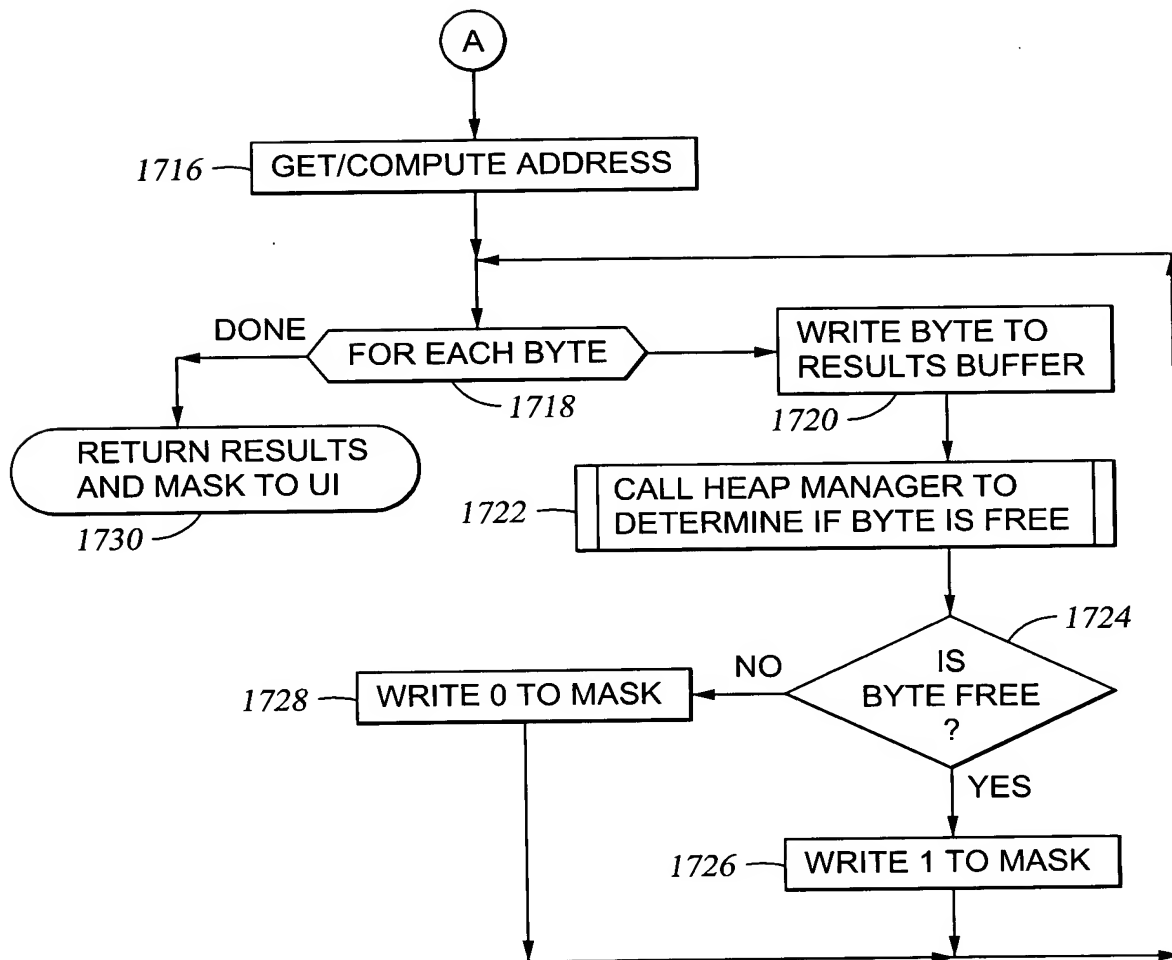 A
1716
GET/COMPUTE ADDRESS
DONE
FOR EACH BYTE
1718
WRITE BYTE TO
RESULTS BUFFER
1720
RETURN RESULTS
AND MASK TO UI
1730
1722
CALL HEAP MANAGER TO
DETERMINE IF BYTE IS FREE
1724
IS
BYTE FREE
?
NO
1728
WRITE 0 TO MASK
YES
1726
WRITE 1 TO MASK